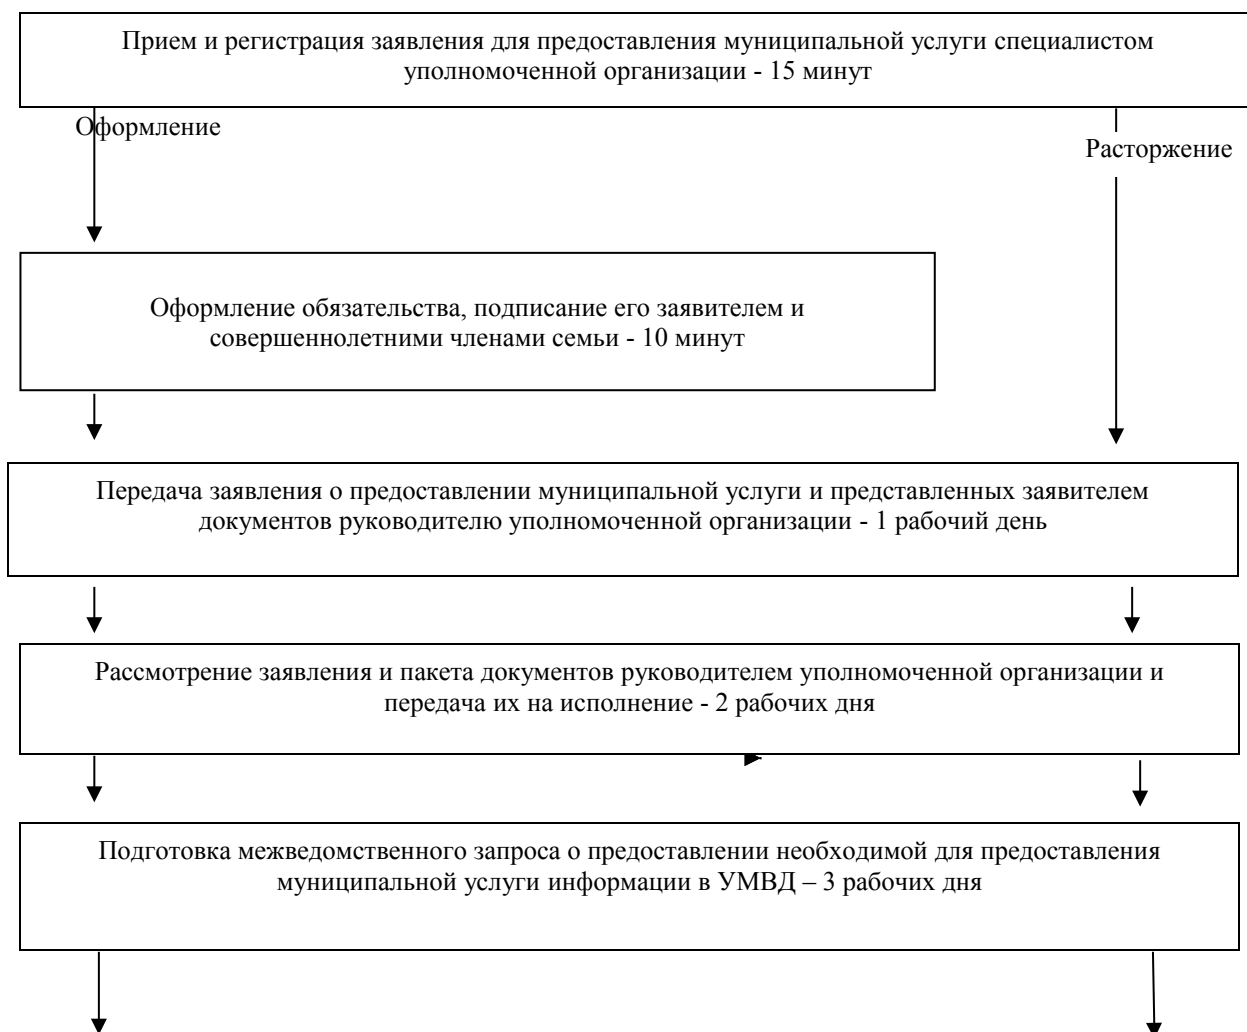 Прием и регистрация заявления для предоставления муниципальной услуги специалистом
уполномоченной организации - 15 минут
Оформление
Расторжение
Оформление обязательства, подписание его заявителем и
совершеннолетними членами семьи - 10 минут
Передача заявления о предоставлении муниципальной услуги и представленных заявителем
документов руководителю уполномоченной организации - 1 рабочий день
Рассмотрение заявления и пакета документов руководителем уполномоченной организации и
передача их на исполнение - 2 рабочих дня
Подготовка межведомственного запроса о предоставлении необходимой для предоставления
муниципальной услуги информации в УМВД – 3 рабочих дня